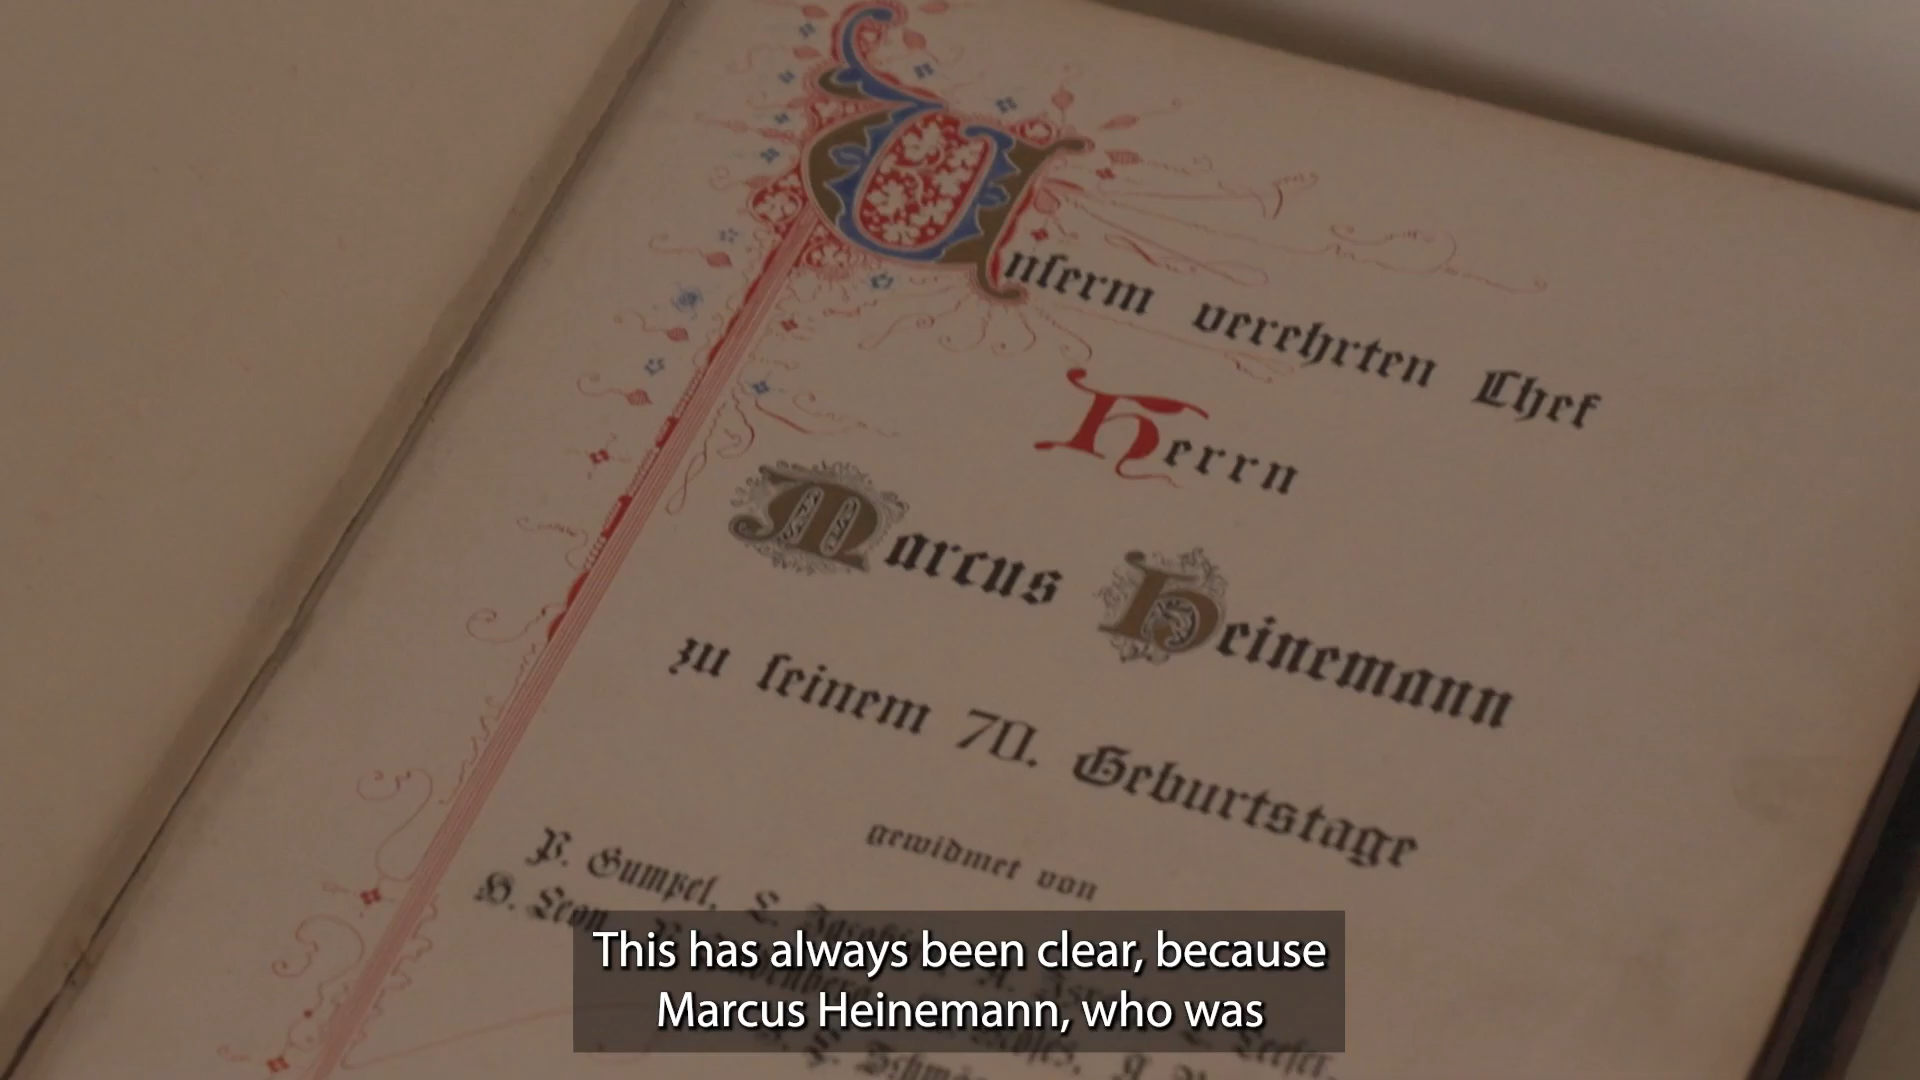 Unſerm verehrten Chef
Herrn
Marcus Heinemann
zu ſeinem 70. Geburtstage
gewidmet von
P. Gumpel, L.
H. Leon
This has always been clear, because
Marcus Heinemann, who was